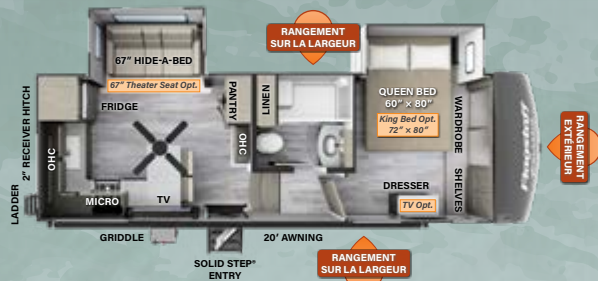 RANGEMENT
SUR LA LARGEUR
67" HIDE-A-BED
67" Theater Seat Opt.
FRIDGE
PANTRY
LINEN
QUEEN BED
60" × 80"
King Bed Opt.
72" × 80"
WARDROBE
RANGEMENT
EXTÉRIEUR
2" RECEIVER HITCH
OHC
OHC
Flagstaff
LADDER
MICRO
TV
DRESSER
TV Opt.
SHELVES
GRIDDLE
SOLID STEP®
ENTRY
20' AWNING
RANGEMENT
SUR LA LARGEUR